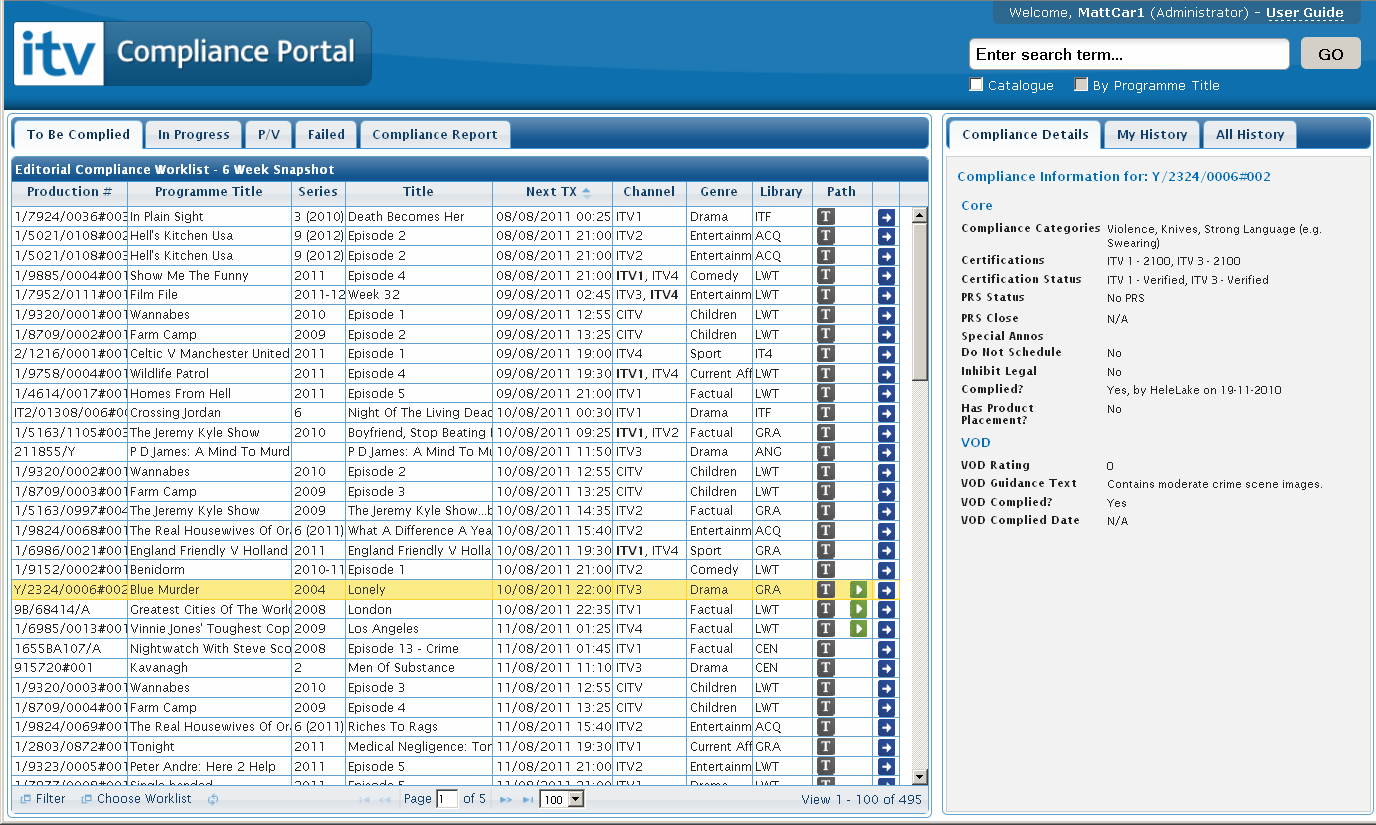 Welcome, MattCar1 (Administrator) - User Guide
itv Compliance Portal
Enter search term... GO
Catalogue By Programme Title
To Be Complied In Progress P/V Failed Compliance Report
Editorial Compliance Worklist - 6 Week Snapshot
Production # Programme Title Series Title Next TX Channel Genre Library Path
1/7924/0036#003 In Plain Sight 3 (2010) Death Becomes Her 08/08/2011 00:25 ITV1 Drama ITF T
1/5021/0108#002 Hell's Kitchen Usa 9 (2012) Episode 2 08/08/2011 21:00 ITV2 Entertainm ACQ T
1/5021/0108#003 Hell's Kitchen Usa 9 (2012) Episode 2 08/08/2011 21:00 ITV2 Entertainm ACQ T
1/9885/0004#001 Show Me The Funny 2011 Episode 4 08/08/2011 21:00 ITV1, ITV4 Comedy LWT T
1/7952/0111#001 Film File 2011-12 Week 32 09/08/2011 02:45 ITV3, ITV4 Entertainm LWT T
1/9320/0001#001 Wannabes 2010 Episode 1 09/08/2011 12:55 CITV Children LWT T
1/8709/0002#001 Farm Camp 2009 Episode 2 09/08/2011 13:25 CITV Children LWT T
2/1216/0001#001 Celtic V Manchester United 2011 Episode 1 09/08/2011 19:00 ITV4 Sport IT4 T
1/9758/0004#001 Wildlife Patrol 2011 Episode 4 09/08/2011 19:30 ITV1, ITV4 Current Aff LWT T
1/4614/0017#001 Homes From Hell 2011 Episode 5 09/08/2011 21:00 ITV1 Factual LWT T
IT2/01308/006#00 Crossing Jordan 6 Night Of The Living Dead 10/08/2011 00:30 ITV1 Drama ITF T
1/5163/1105#003 The Jeremy Kyle Show 2010 Boyfriend, Stop Beating 10/08/2011 09:25 ITV1, ITV2 Factual GRA T
211855/Y P D James: A Mind To Murd P D James: A Mind To Mu 10/08/2011 11:50 ITV3 Drama ANG T
1/9320/0002#001 Wannabes 2010 Episode 2 10/08/2011 12:55 CITV Children LWT T
1/8709/0003#001 Farm Camp 2009 Episode 3 10/08/2011 13:25 CITV Children LWT T
1/5163/0997#004 The Jeremy Kyle Show 2009 The Jeremy Kyle Show...b 10/08/2011 14:35 ITV2 Factual GRA T
1/9824/0068#001 The Real Housewives Of Ora 6 (2011) What A Difference A Yea 10/08/2011 15:40 ITV2 Entertainm ACQ T
1/6986/0021#001 England Friendly V Holland 2011 England Friendly V Holla 10/08/2011 19:30 ITV1, ITV4 Sport GRA T
1/9152/0002#001 Benidorm 2010-11 Episode 1 10/08/2011 21:00 ITV2 Comedy LWT T
Y/2324/0006#002 Blue Murder 2004 Lonely 10/08/2011 22:00 ITV3 Drama GRA T
9B/68414/A Greatest Cities Of The World 2008 London 10/08/2011 22:35 ITV1 Factual LWT T
1/6985/0013#001 Vinnie Jones' Toughest Cop 2009 Los Angeles 11/08/2011 01:25 ITV4 Factual LWT T
1655BA107/A Nightwatch With Steve Sco 2008 Episode 13 - Crime 11/08/2011 01:45 ITV1 Factual CEN T
915720#001 Kavanagh 2 Men Of Substance 11/08/2011 11:10 ITV3 Drama CEN T
1/9320/0003#001 Wannabes 2010 Episode 3 11/08/2011 12:55 CITV Children LWT T
1/8709/0004#001 Farm Camp 2009 Episode 4 11/08/2011 13:25 CITV Children LWT T
1/9824/0069#001 The Real Housewives Of Ora 6 (2011) Riches To Rags 11/08/2011 15:40 ITV2 Entertainm ACQ T
1/2803/0872#001 Tonight 2011 Medical Negligence: Tor 11/08/2011 19:30 ITV1 Current Aff GRA T
1/9323/0005#001 Peter Andre: Here 2 Help 2011 Episode 5 11/08/2011 21:00 ITV2 Entertainm LWT T
Filter Choose Worklist Page 1 of 5 100 View 1 - 100 of 495
Compliance Details My History All History
Compliance Information for: Y/2324/0006#002
Core
Compliance Categories Violence, Knives, Strong Language (e.g.
Swearing)
Certifications ITV 1 - 2100, ITV 3 - 2100
Certification Status ITV 1 - Verified, ITV 3 - Verified
PRS Status No PRS
PRS Close N/A
Special Annos
Do Not Schedule No
Inhibit Legal No
Complied? Yes, by HeleLake on 19-11-2010
Has Product No
Placement?
VOD
VOD Rating 0
VOD Guidance Text Contains moderate crime scene images.
VOD Complied? Yes
VOD Complied Date N/A